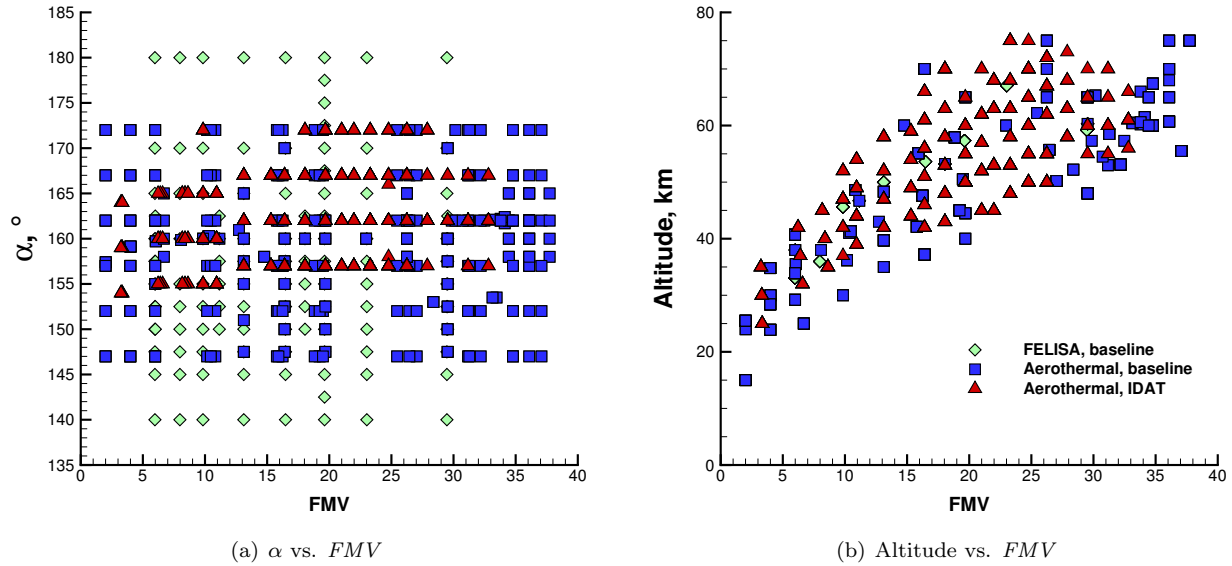 185
180
175
170
165
160
155
150
145
140
135
α, °
0 5 10 15 20 25 30 35 40
FMV
(a) α vs. FMV
80
60
40
20
0
Altitude, km
FELISA, baseline
Aerothermal, baseline
Aerothermal, IDAT
0 5 10 15 20 25 30 35 40
FMV
(b) Altitude vs. FMV